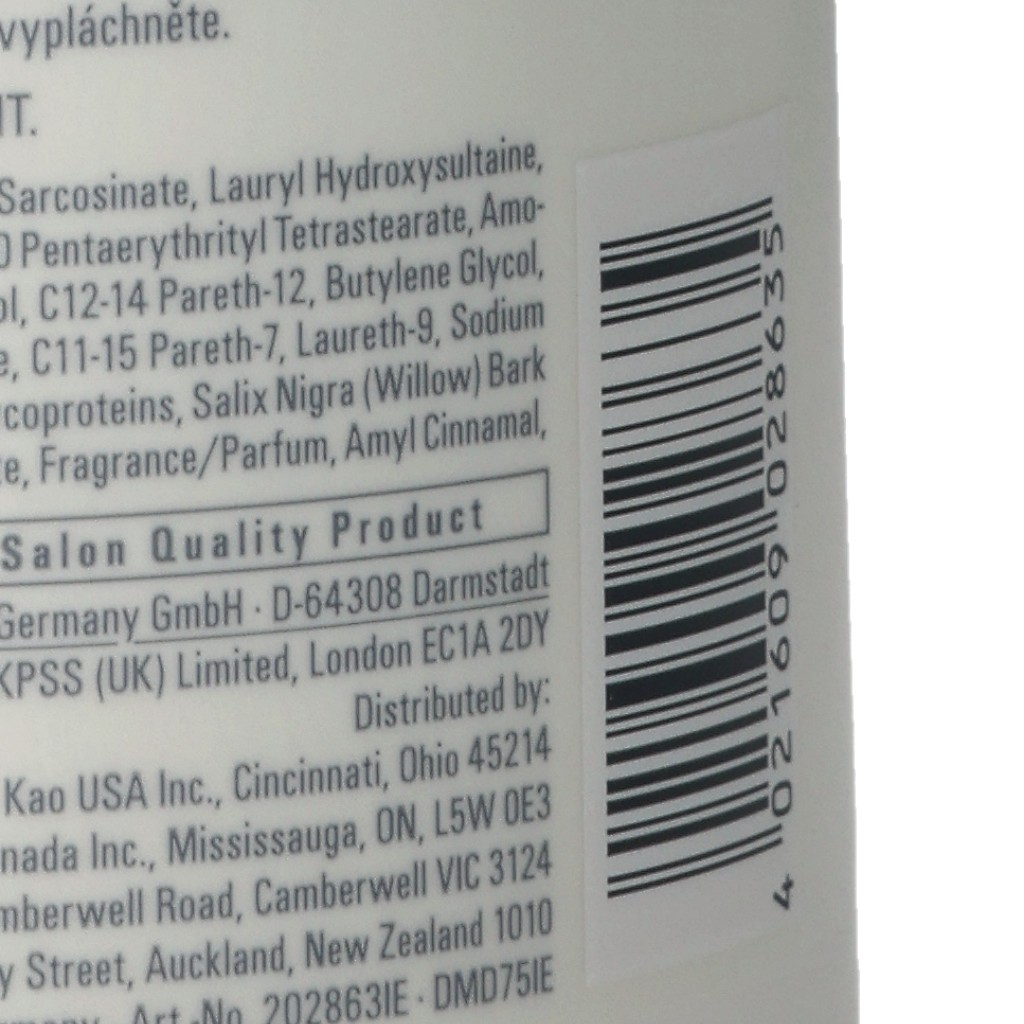 vypláchněte.
IT.
Sarcosinate, Lauryl Hydroxysultaine,
Pentaerythrityl Tetrastearate, Amo-
C12-14 Pareth-12, Butylene Glycol,
C11-15 Pareth-7, Laureth-9, Sodium
coproteins, Salix Nigra (Willow) Bark
Fragrance/Parfum, Amyl Cinnamal,
Salon Quality Product
Germany GmbH · D-64308 Darmstadt
KPSS (UK) Limited, London EC1A 2DY
Distributed by:
Kao USA Inc., Cincinnati, Ohio 45214
nada Inc., Mississauga, ON, L5W 0E3
mberwell Road, Camberwell VIC 3124
y Street, Auckland, New Zealand 1010
Art.-No. 202863IE · DMD75IE
4 021609 028635